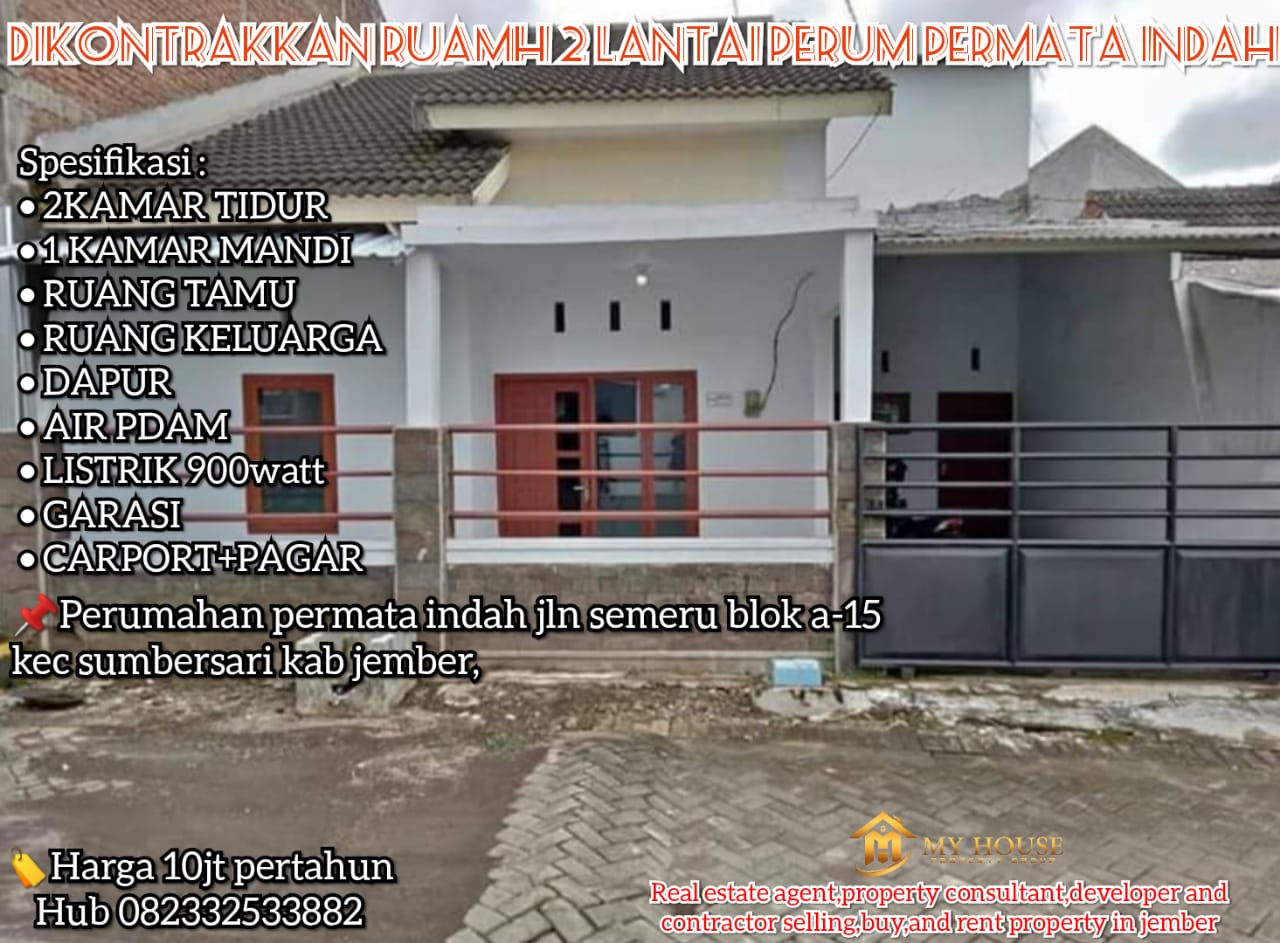 DIKONTRAKKAN RUAMH 2 LANTAI PERUM PERMATA INDAH
Spesifikasi :
• 2KAMAR TIDUR
• 1 KAMAR MANDI
• RUANG TAMU
• RUANG KELUARGA
• DAPUR
• AIR PDAM
• LISTRIK 900watt
• GARASI
• CARPORT+PAGAR
📌Perumahan permata indah jln semeru blok a-15
kec sumbersari kab jember,
🏷️Harga 10jt pertahun
Hub 082332533882
MY HOUSE
PROPERTY GROUP
Real estate agent,property consultant,developer and
contractor selling,buy,and rent property in jember